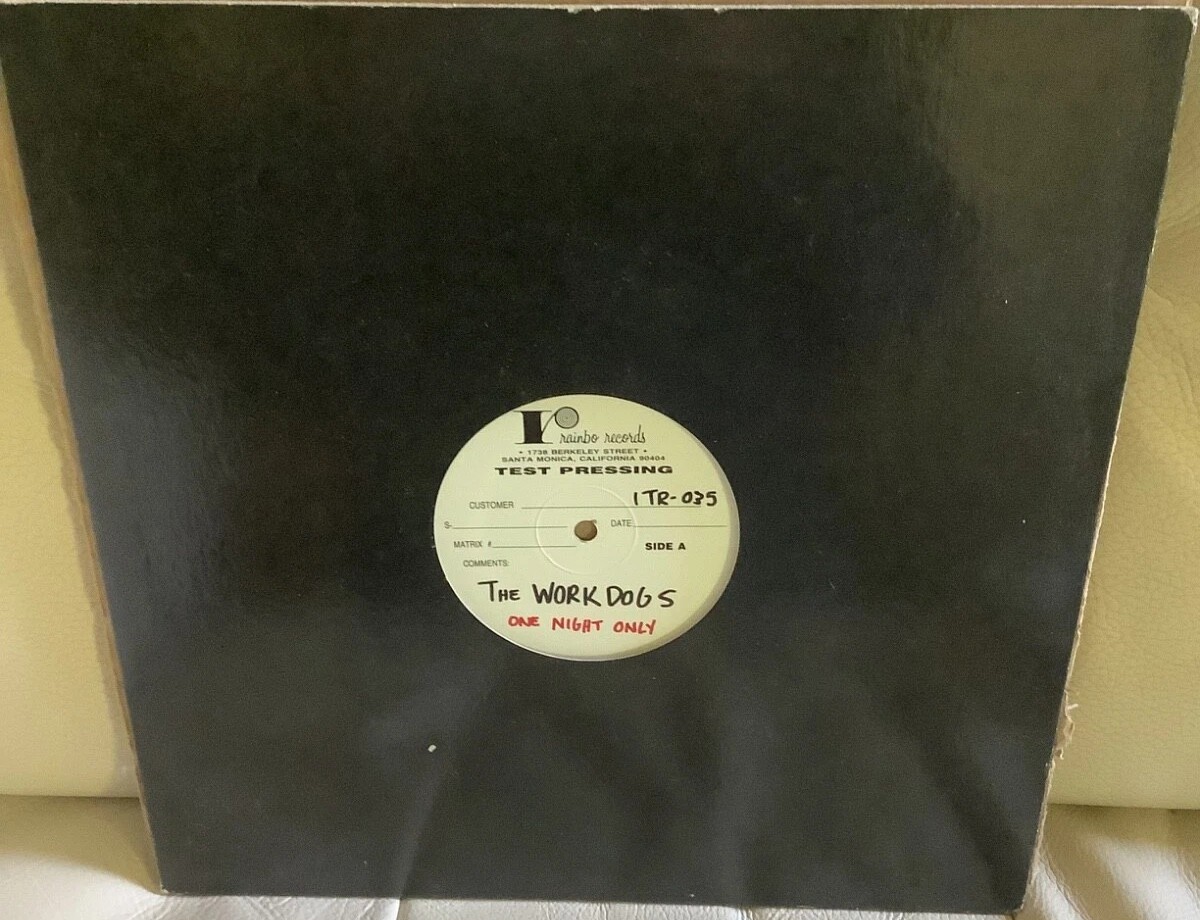 r rainbo records
• 1738 BERKELEY STREET •
SANTA MONICA, CALIFORNIA 90404
TEST PRESSING
CUSTOMER ITR-035
S- DATE
MATRIX # SIDE A
COMMENTS:
THE WORKDOGS
ONE NIGHT ONLY